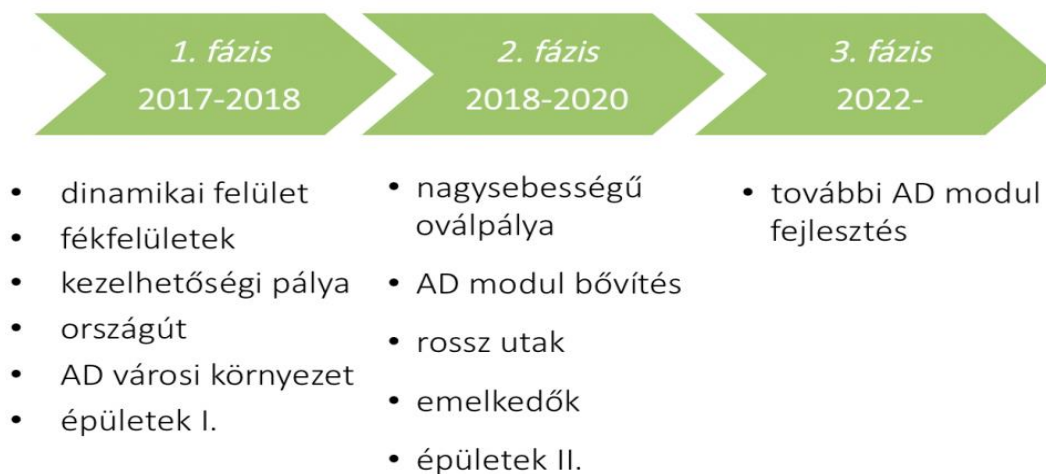 1. fázis
2017-2018
• dinamikai felület
• fékfelületek
• kezelhetőségi pálya
• országút
• AD városi környezet
• épületek I.
2. fázis
2018-2020
• nagysebességű
oválpálya
• AD modul bővítés
• rossz utak
• emelkedők
• épületek II.
3. fázis
2022-
• további AD modul
fejlesztés